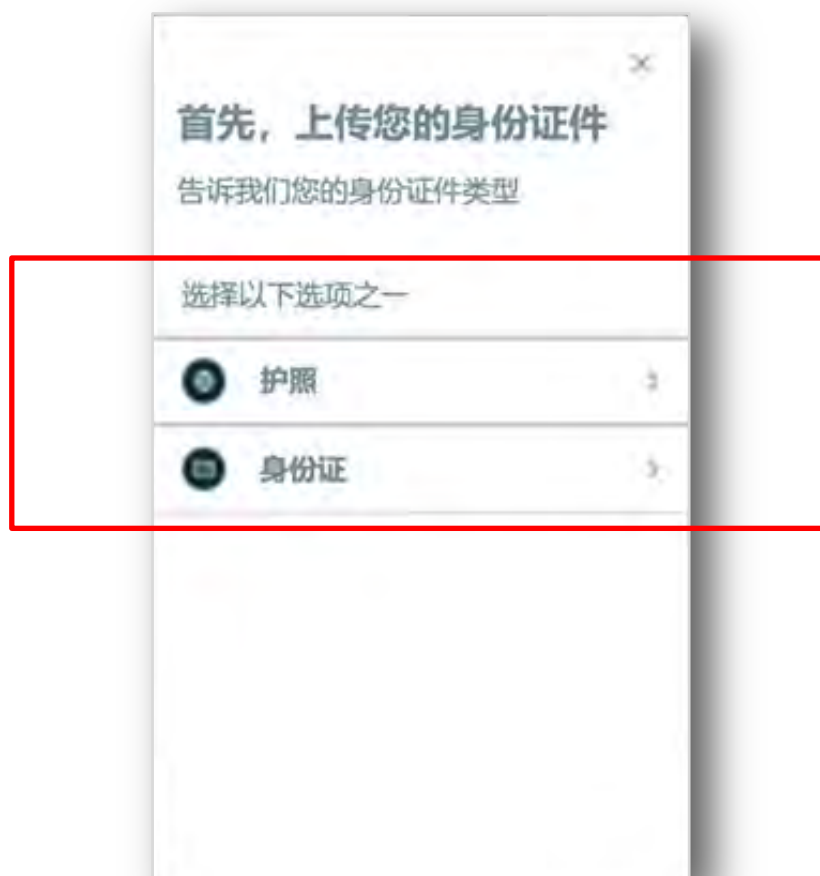 首先，上传您的身份证件
告诉我们您的身份证件类型
选择以下选项之一
护照
身份证